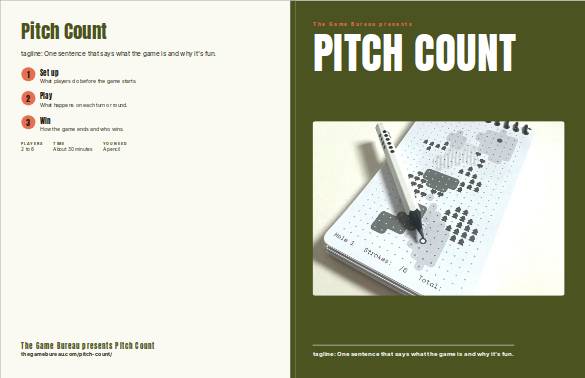 Pitch Count
tagline: One sentence that says what the game is and why it's fun.
1 Set up
What players do before the game starts.
2 Play
What happens on each turn or round.
3 Win
How the game ends and who wins.
PLAYERS TIME YOU NEED
2 to 6 About 30 minutes A pencil
The Game Bureau presents Pitch Count
thegamebureau.com/pitch-count/
The Game Bureau presents
PITCH COUNT
Hole 1 Strokes: /6 Total:
tagline: One sentence that says what the game is and why it's fun.